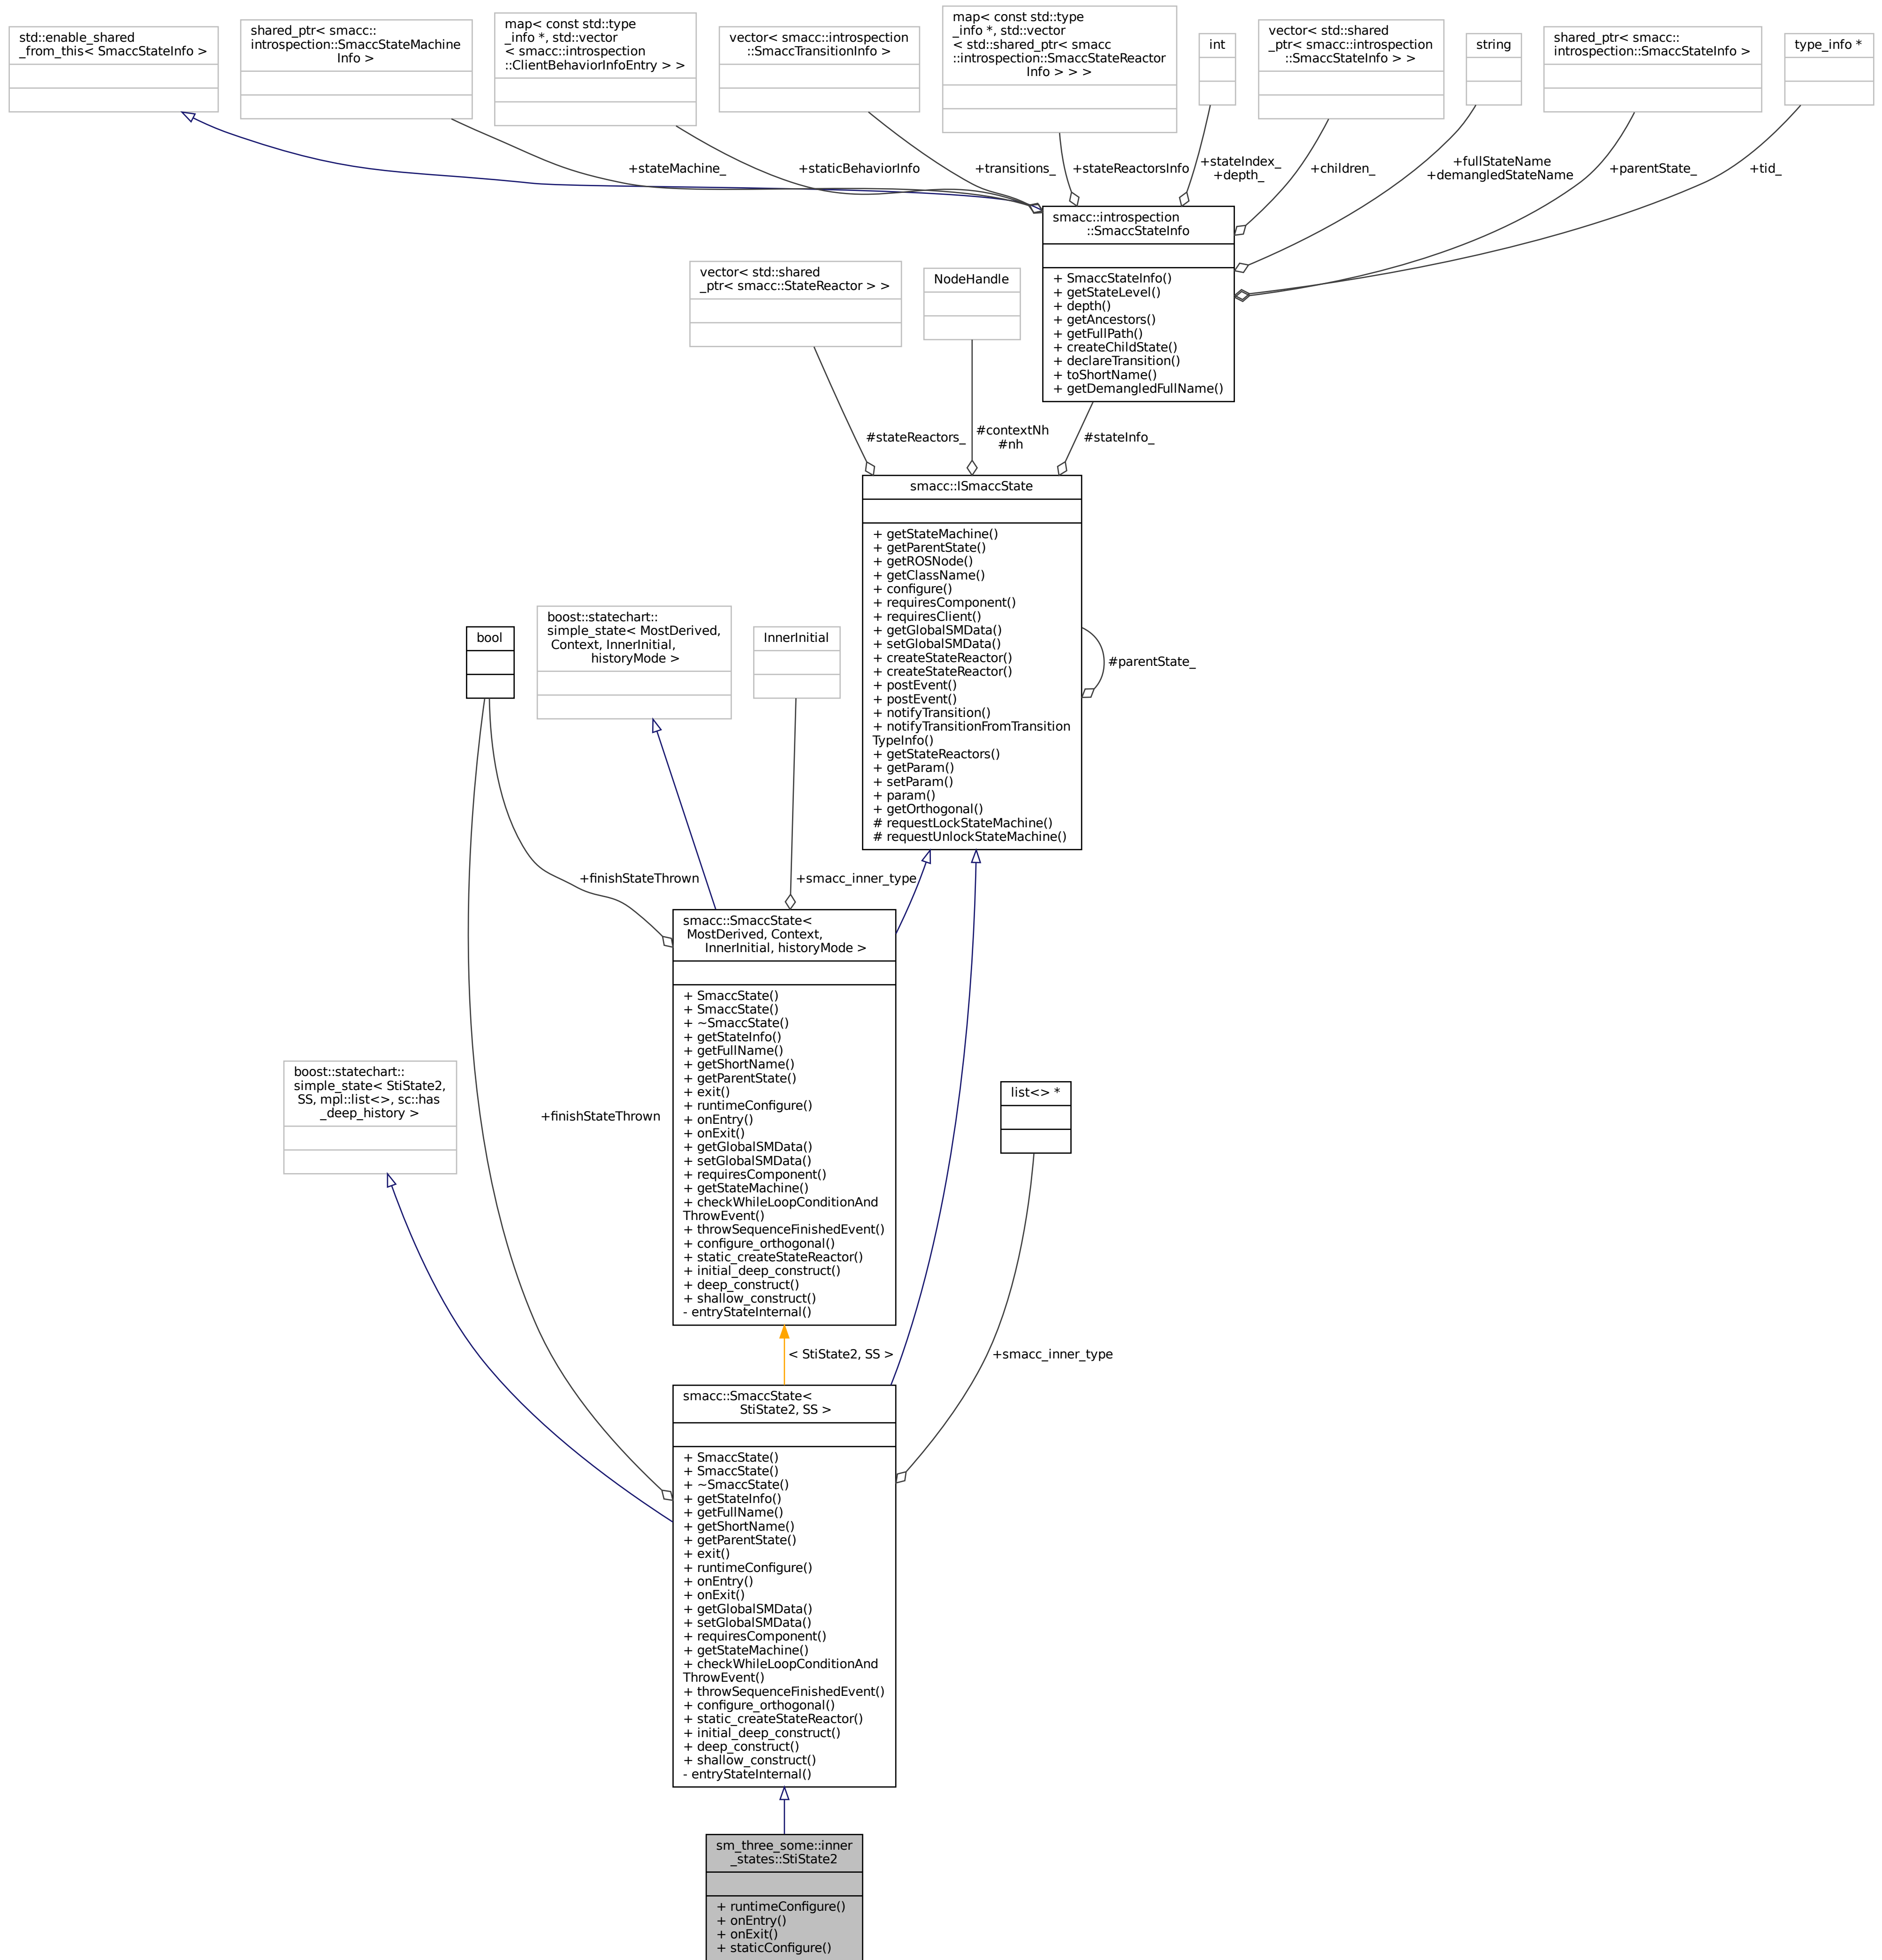 std::enable_shared
_from_this< SmaccStateInfo >
shared_ptr< smacc::
introspection::SmaccStateMachine
Info >
map< const std::type
_info *, std::vector
< smacc::introspection
::ClientBehaviorInfoEntry > >
vector< smacc::introspection
::SmaccTransitionInfo >
map< const std::type
_info *, std::vector
< std::shared_ptr< smacc
::introspection::SmaccStateReactor
Info > > >
int
vector< std::shared
_ptr< smacc::introspection
::SmaccStateInfo > >
string
shared_ptr< smacc::
introspection::SmaccStateInfo >
type_info *
+stateMachine_
+staticBehaviorInfo
+transitions_
+stateReactorsInfo
+stateIndex_
+depth_
+children_
+fullStateName
+demangledStateName
+parentState_
+tid_
smacc::introspection
::SmaccStateInfo
+ SmaccStateInfo()
+ getStateLevel()
+ depth()
+ getAncestors()
+ getFullPath()
+ createChildState()
+ declareTransition()
+ toShortName()
+ getDemangledFullName()
vector< std::shared
_ptr< smacc::StateReactor > >
NodeHandle
#stateReactors_
#contextNh
#nh
#stateInfo_
smacc::ISmaccState
+ getStateMachine()
+ getParentState()
+ getROSNode()
+ getClassName()
+ configure()
+ requiresComponent()
+ requiresClient()
+ getGlobalSMData()
+ setGlobalSMData()
+ createStateReactor()
+ createStateReactor()
+ postEvent()
+ postEvent()
+ notifyTransition()
+ notifyTransitionFromTransition
TypeInfo()
+ getStateReactors()
+ getParam()
+ setParam()
+ param()
+ getOrthogonal()
# requestLockStateMachine()
# requestUnlockStateMachine()
#parentState_
bool
boost::statechart::
simple_state< MostDerived,
Context, InnerInitial,
historyMode >
InnerInitial
+finishStateThrown
+smacc_inner_type
smacc::SmaccState<
MostDerived, Context,
InnerInitial, historyMode >
+ SmaccState()
+ SmaccState()
+ ~SmaccState()
+ getStateInfo()
+ getFullName()
+ getShortName()
+ getParentState()
+ exit()
+ runtimeConfigure()
+ onEntry()
+ onExit()
+ getGlobalSMData()
+ setGlobalSMData()
+ requiresComponent()
+ getStateMachine()
+ checkWhileLoopConditionAnd
ThrowEvent()
+ throwSequenceFinishedEvent()
+ configure_orthogonal()
+ static_createStateReactor()
+ initial_deep_construct()
+ deep_construct()
+ shallow_construct()
- entryStateInternal()
boost::statechart::
simple_state< StiState2,
SS, mpl::list<>, sc::has
_deep_history >
+finishStateThrown
list<> *
< StiState2, SS >
+smacc_inner_type
smacc::SmaccState<
StiState2, SS >
+ SmaccState()
+ SmaccState()
+ ~SmaccState()
+ getStateInfo()
+ getFullName()
+ getShortName()
+ getParentState()
+ exit()
+ runtimeConfigure()
+ onEntry()
+ onExit()
+ getGlobalSMData()
+ setGlobalSMData()
+ requiresComponent()
+ getStateMachine()
+ checkWhileLoopConditionAnd
ThrowEvent()
+ throwSequenceFinishedEvent()
+ configure_orthogonal()
+ static_createStateReactor()
+ initial_deep_construct()
+ deep_construct()
+ shallow_construct()
- entryStateInternal()
sm_three_some::inner
_states::StiState2
+ runtimeConfigure()
+ onEntry()
+ onExit()
+ staticConfigure()